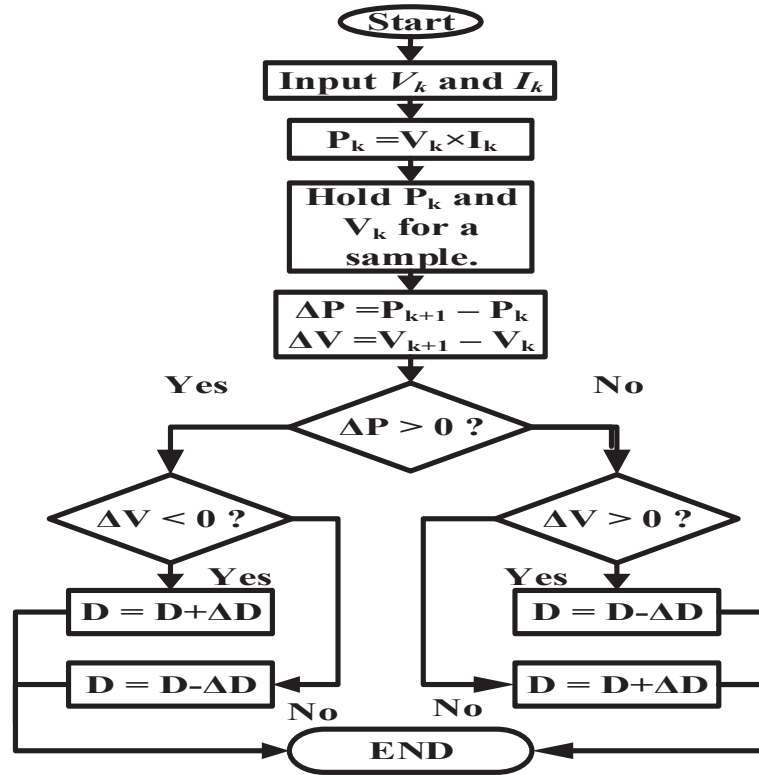 Start
Input Vₖ and Iₖ
Pₖ =Vₖ×Iₖ
Hold Pₖ and
Vₖ for a
sample.
ΔP =Pₖ₊₁ – Pₖ
ΔV =Vₖ₊₁ – Vₖ
Yes
No
ΔP > 0 ?
ΔV < 0 ?
ΔV > 0 ?
Yes
Yes
D = D+ΔD
D = D-ΔD
D = D-ΔD
D = D+ΔD
No
No
END